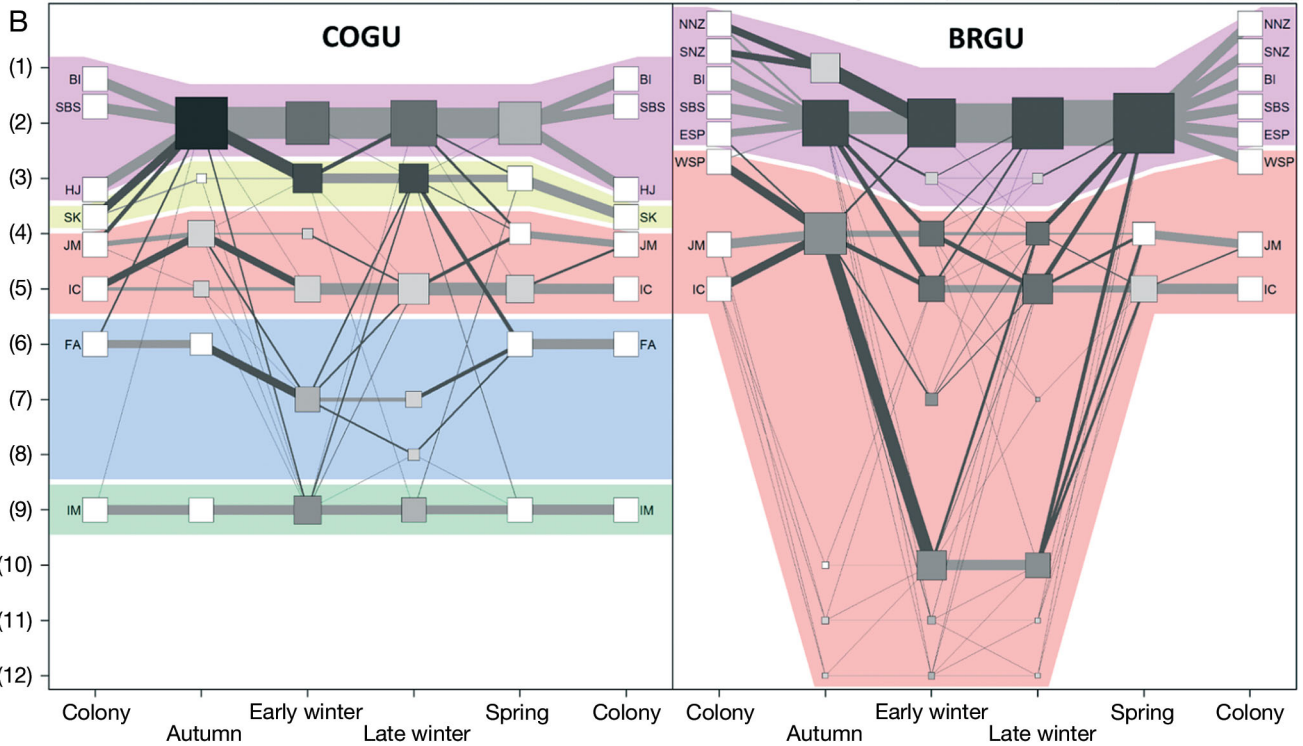 B
COGU
BRGU
(1)
(2)
(3)
(4)
(5)
(6)
(7)
(8)
(9)
(10)
(11)
(12)
BI
SBS
HJ
SK
JM
IC
FA
IM
BI
SBS
HJ
SK
JM
IC
FA
IM
NNZ
SNZ
BI
SBS
ESP
WSP
JM
IC
NNZ
SNZ
BI
SBS
ESP
WSP
JM
IC
Colony Early winter Spring Colony Early winter Spring Colony
Autumn Late winter Colony Autumn Late winter